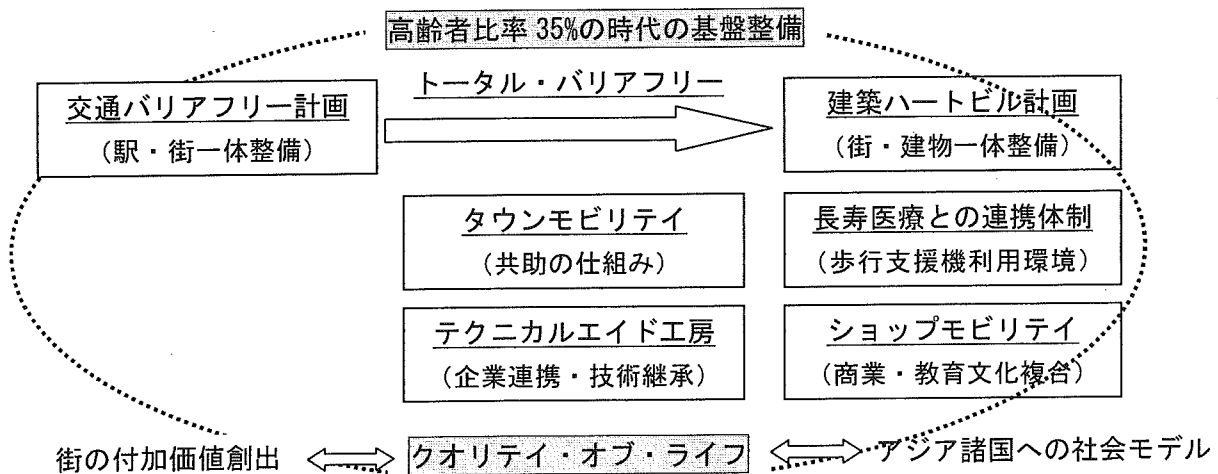 高齢者比率 35%の時代の基盤整備
トータル・バリアフリー
交通バリアフリー計画
(駅・街一体整備)
建築ハートビル計画
(街・建物一体整備)
タウンモビリテイ
(共助の仕組み)
長寿医療との連携体制
(歩行支援機利用環境)
テクニカルエイド工房
(企業連携・技術継承)
ショップモビリテイ
(商業・教育文化複合)
街の付加価値創出
クオリテイ・オブ・ライフ
アジア諸国への社会モデル